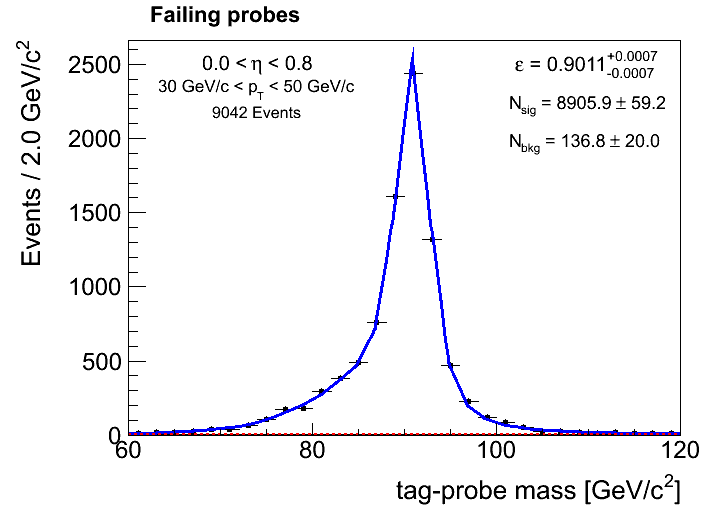 Failing probes
0.0 < η < 0.8
30 GeV/c < p_T < 50 GeV/c
9042 Events
ε = 0.9011 +0.0007 -0.0007
N_sig = 8905.9 ± 59.2
N_bkg = 136.8 ± 20.0
Events / 2.0 GeV/c²
2500
2000
1500
1000
500
0
60
80
100
120
tag-probe mass [GeV/c²]